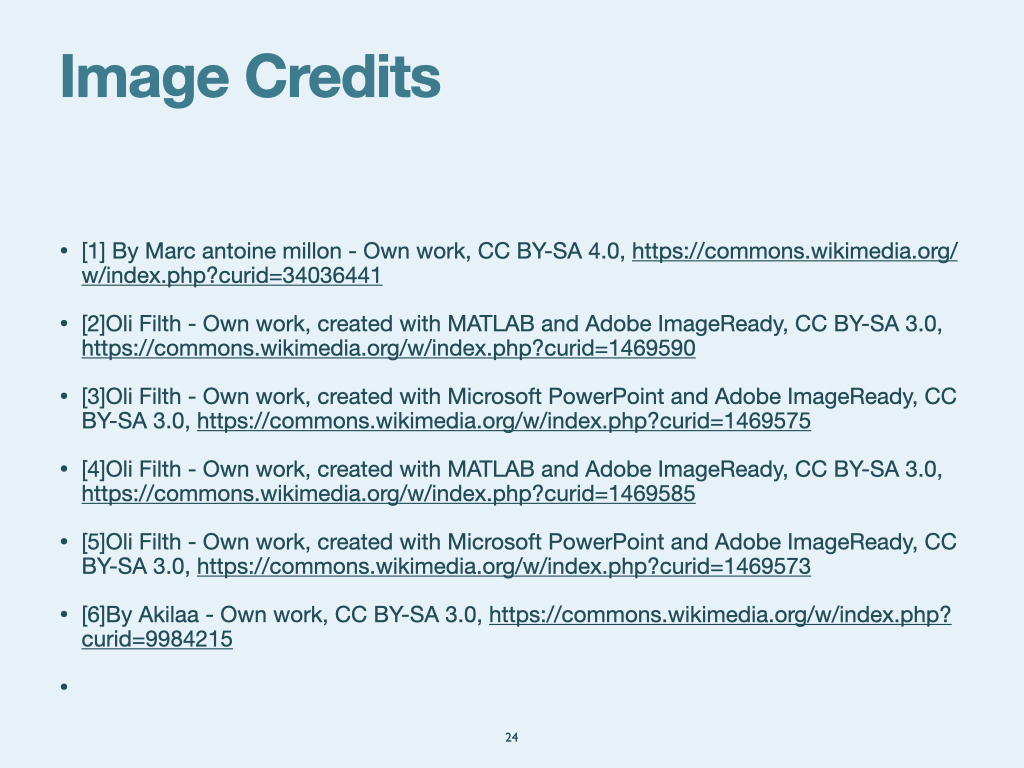 Image Credits
• [1] By Marc antoine millon - Own work, CC BY-SA 4.0, https://commons.wikimedia.org/
w/index.php?curid=34036441
• [2]Oli Filth - Own work, created with MATLAB and Adobe ImageReady, CC BY-SA 3.0,
https://commons.wikimedia.org/w/index.php?curid=1469590
• [3]Oli Filth - Own work, created with Microsoft PowerPoint and Adobe ImageReady, CC
BY-SA 3.0, https://commons.wikimedia.org/w/index.php?curid=1469575
• [4]Oli Filth - Own work, created with MATLAB and Adobe ImageReady, CC BY-SA 3.0,
https://commons.wikimedia.org/w/index.php?curid=1469585
• [5]Oli Filth - Own work, created with Microsoft PowerPoint and Adobe ImageReady, CC
BY-SA 3.0, https://commons.wikimedia.org/w/index.php?curid=1469573
• [6]By Akilaa - Own work, CC BY-SA 3.0, https://commons.wikimedia.org/w/index.php?
curid=9984215
•
24